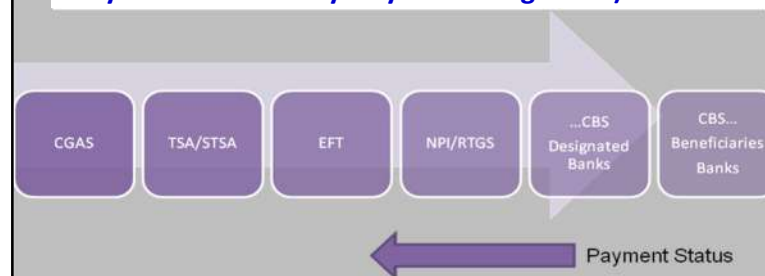 CGAS
TSA/STSA
EFT
NPI/RTGS
...CBS
Designated
Banks
CBS...
Beneficiaries
Banks
Payment Status